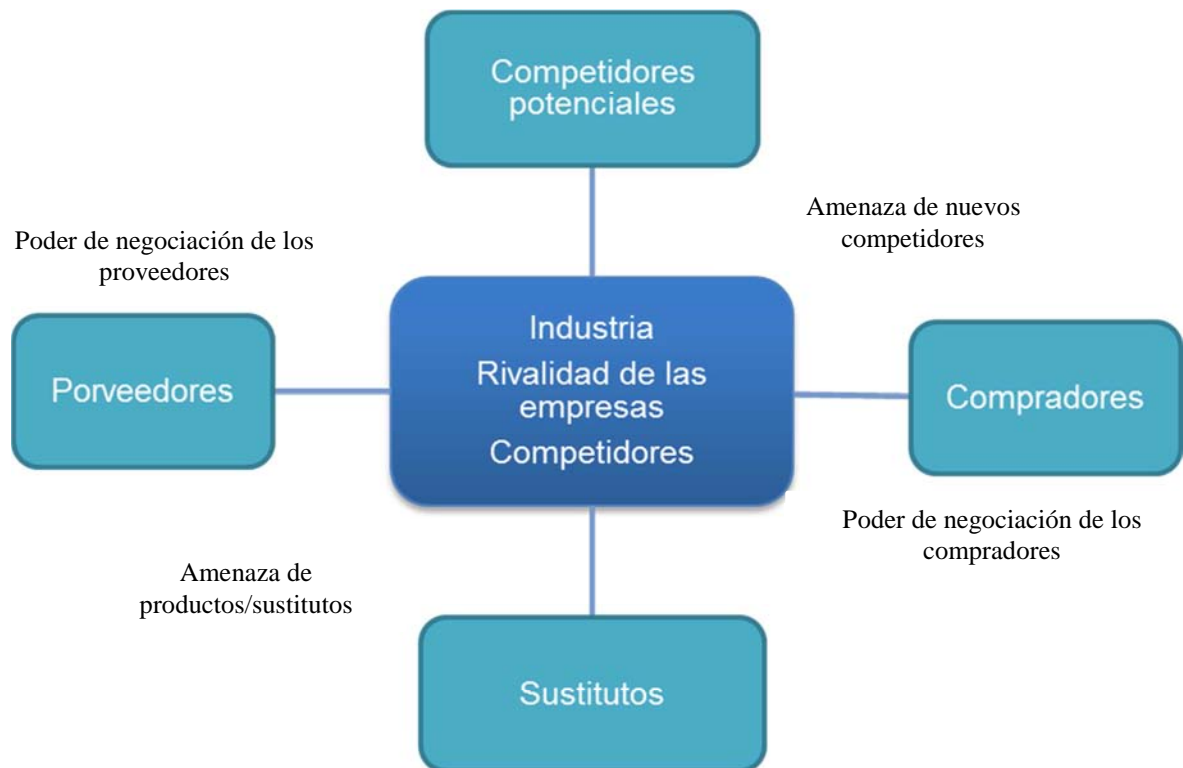 Competidores
potenciales
Amenaza de nuevos
competidores
Poder de negociación de los
proveedores
Industria
Rivalidad de las
empresas
Competidores
Porveedores
Compradores
Poder de negociación de los
compradores
Amenaza de
productos/sustitutos
Sustitutos